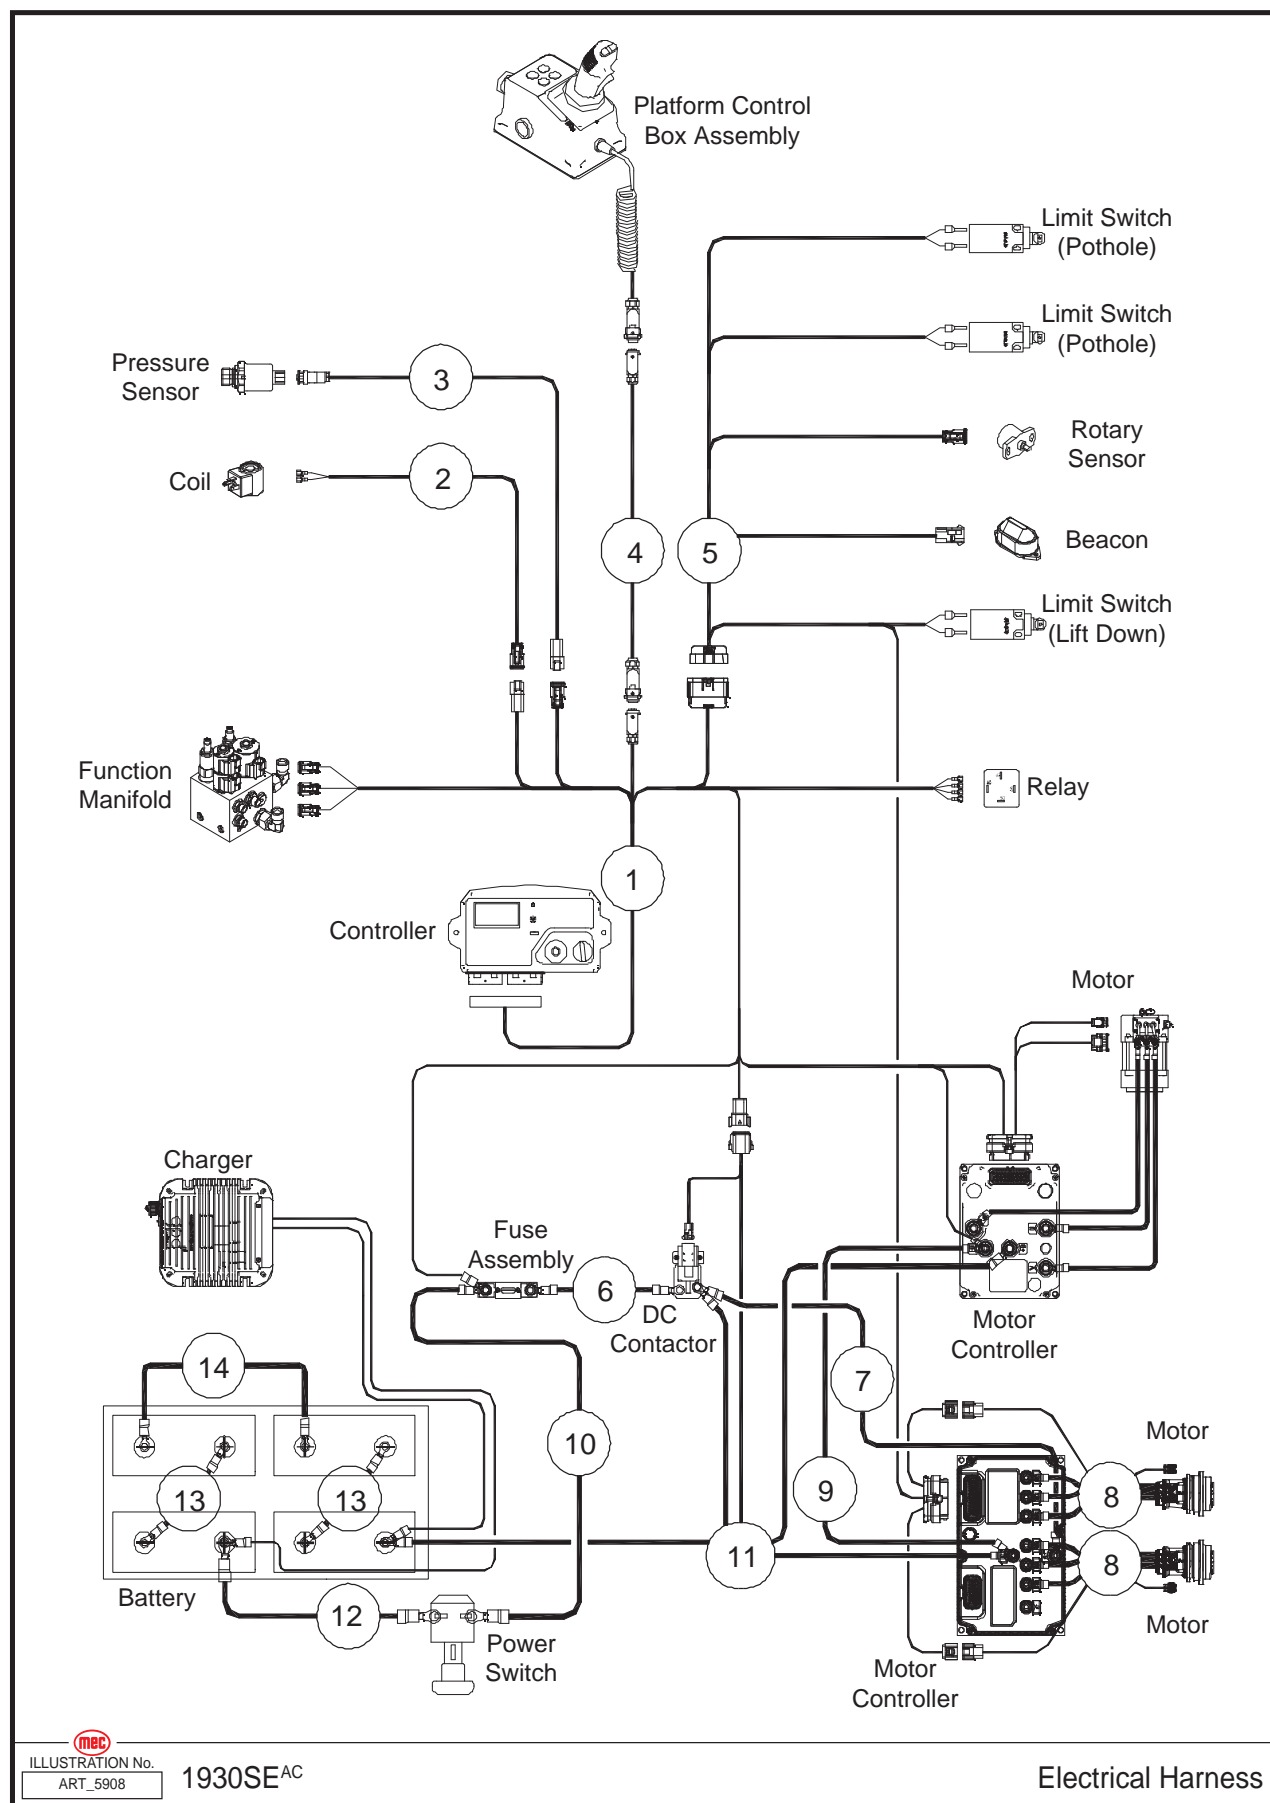 Platform Control
Box Assembly
Limit Switch
(Pothole)
Limit Switch
(Pothole)
Pressure
Sensor
3
Rotary
Sensor
Coil
2
4
5
Beacon
Limit Switch
(Lift Down)
Function
Manifold
Relay
1
Controller
Motor
Charger
Fuse
Assembly
6
DC
Contactor
Motor
Controller
14
7
10
Motor
13
13
9
8
11
8
Battery
12
Power
Switch
Motor
Motor
Controller
mec
ILLUSTRATION No.
ART_5908
1930SEAC
Electrical Harness